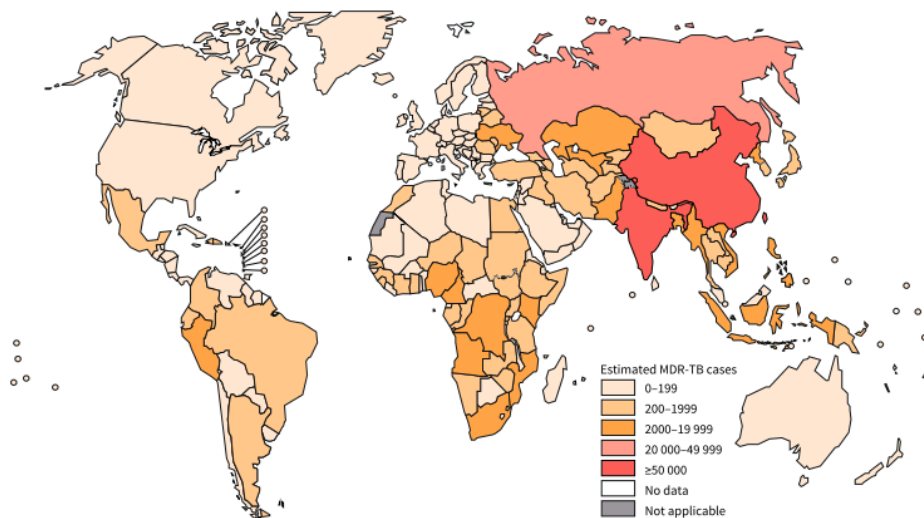 Estimated MDR-TB cases
0–199
200–1999
2000–19 999
20 000–49 999
≥50 000
No data
Not applicable